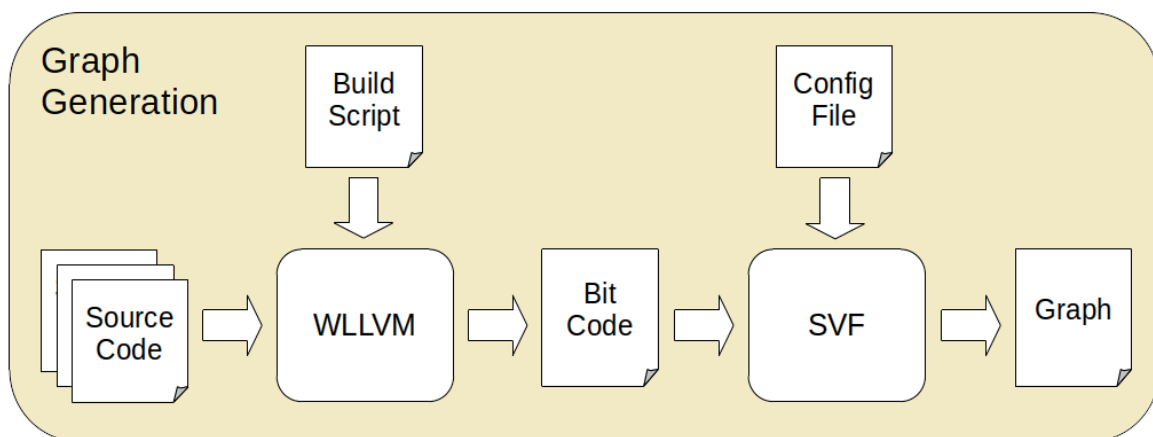 Graph
Generation
Build
Script
Config
File
Source
Code
WLLVM
Bit
Code
SVF
Graph